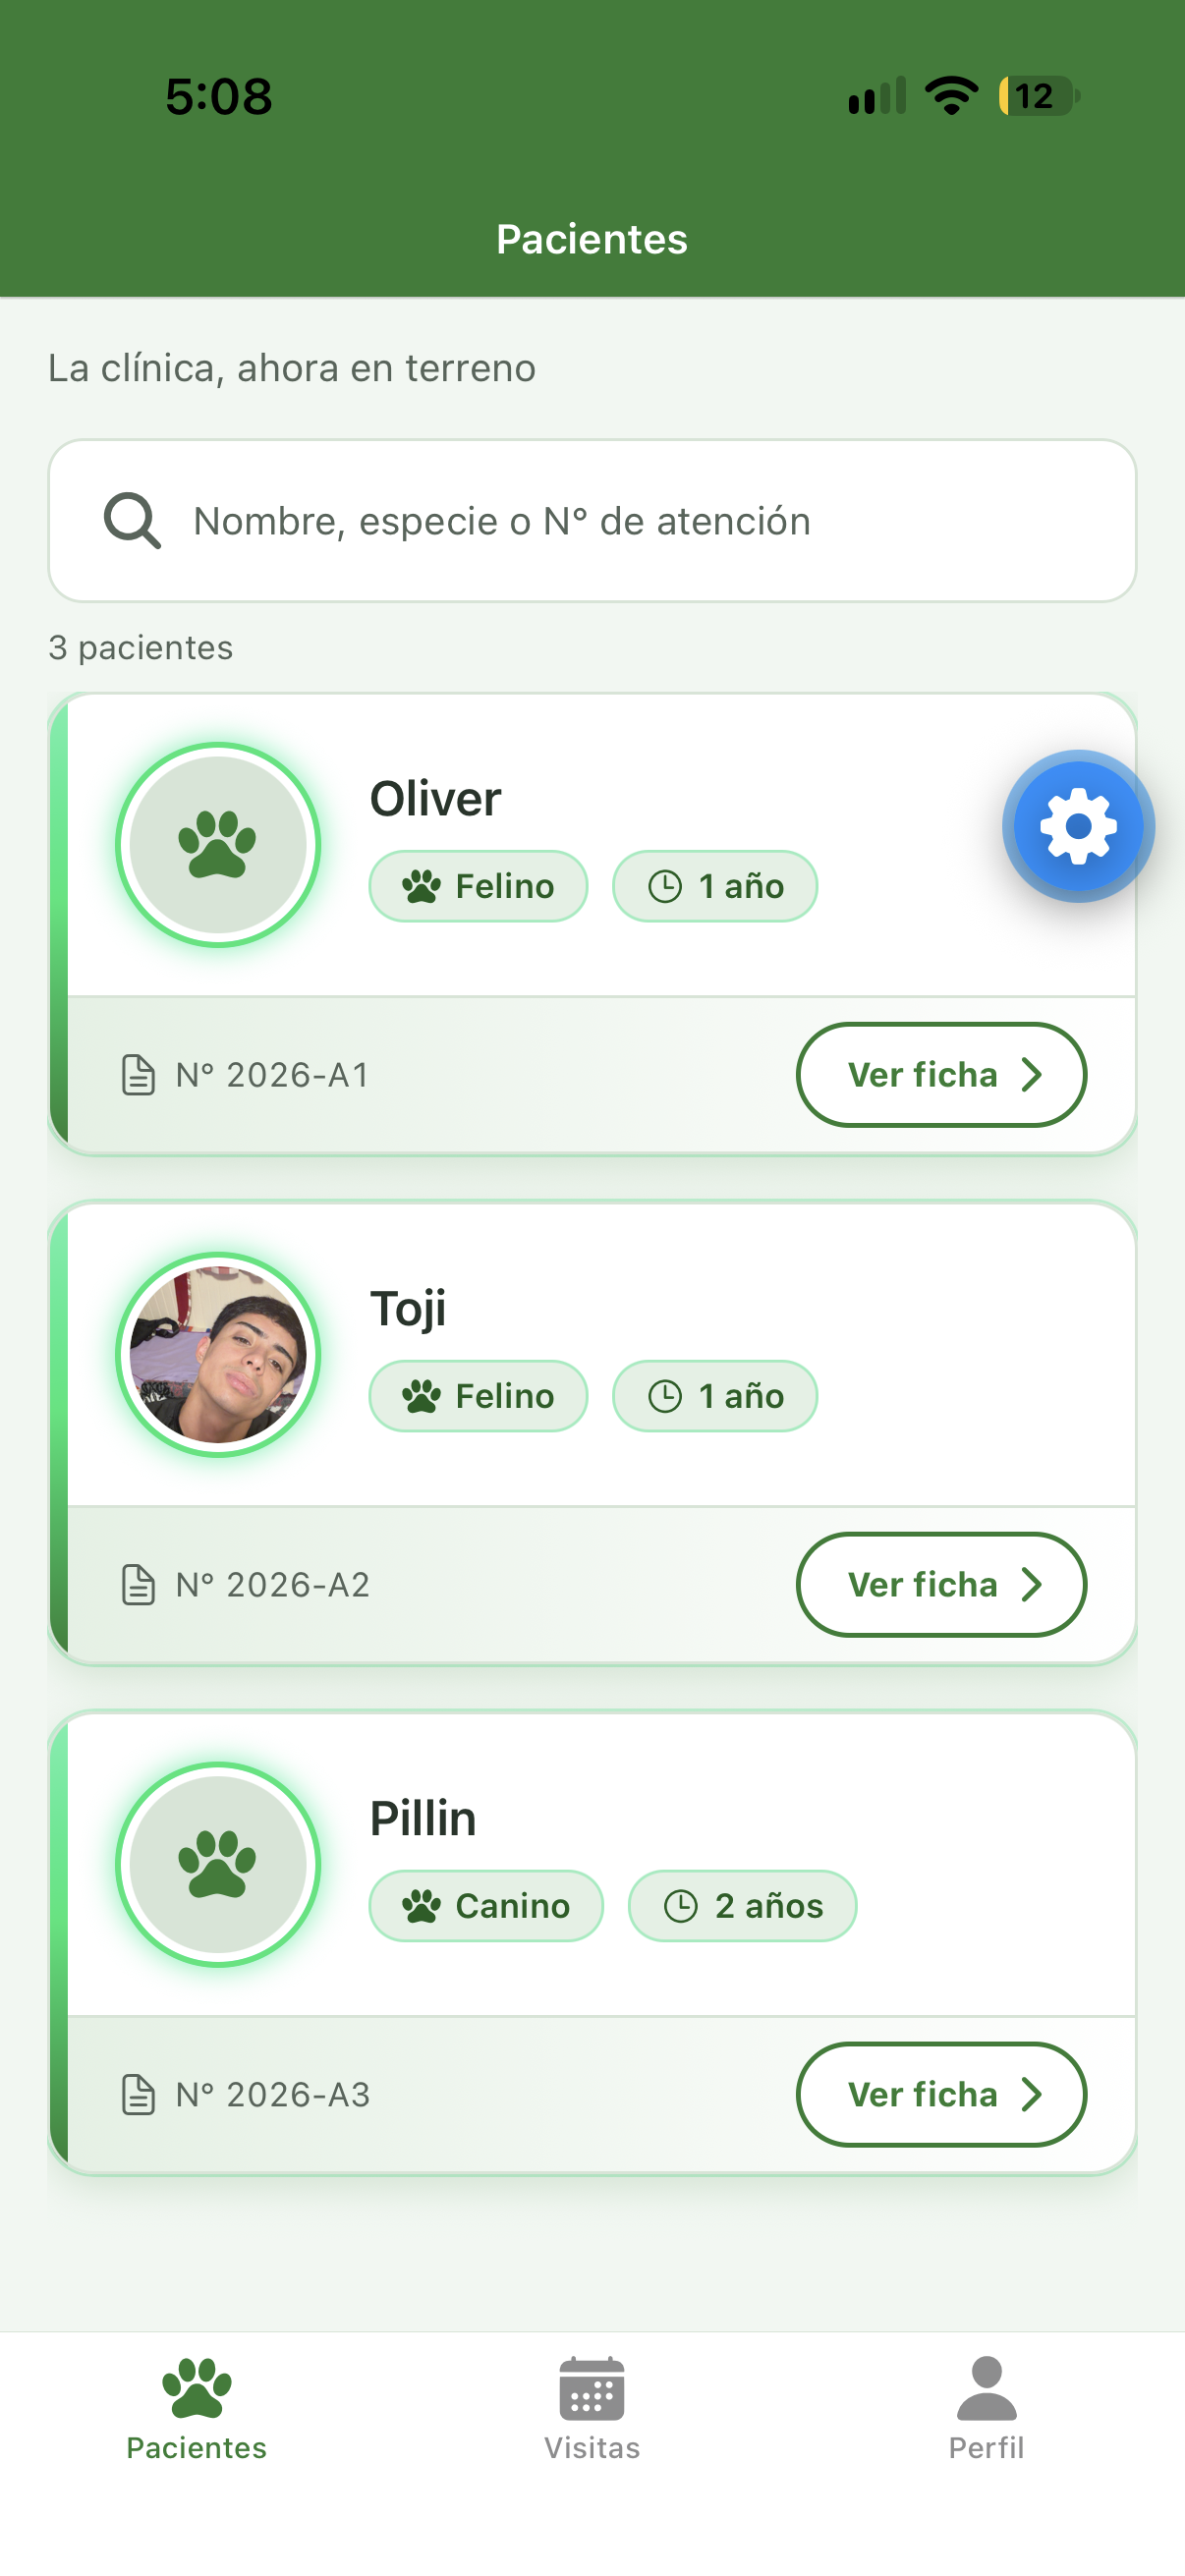 5:08
12
Pacientes
La clínica, ahora en terreno
Nombre, especie o N° de atención
3 pacientes
Oliver
Felino
1 año
N° 2026-A1
Ver ficha
Toji
Felino
1 año
N° 2026-A2
Ver ficha
Pillin
Canino
2 años
N° 2026-A3
Ver ficha
Pacientes
Visitas
Perfil